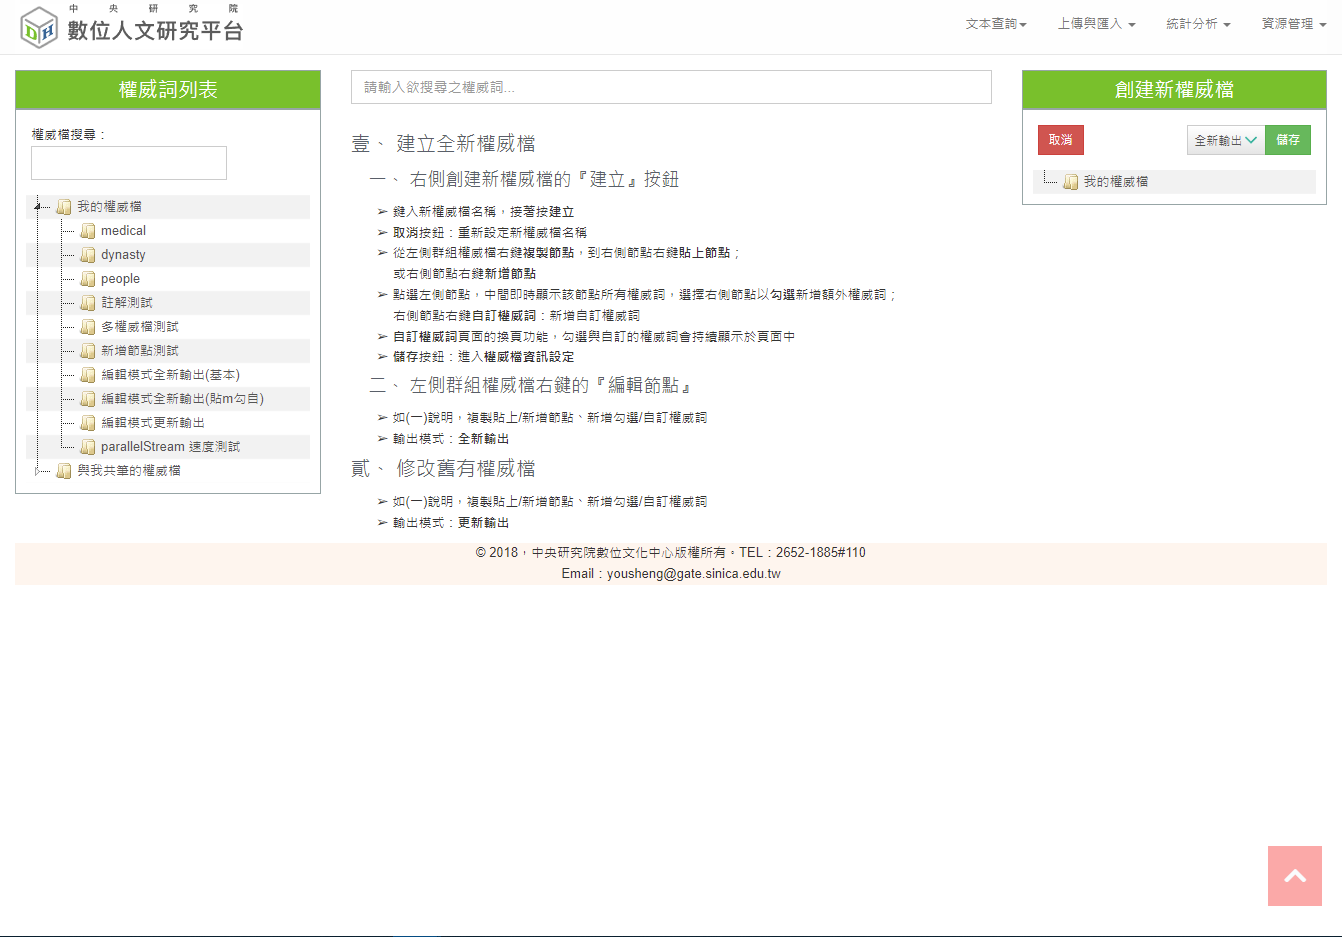 中央研究院
數位人文研究平台
文本查詢
上傳與匯入
統計分析
資源管理
權威詞列表
權威檔搜尋：
我的權威檔
medical
dynasty
people
註解測試
多權威檔測試
新增節點測試
編輯模式全新輸出(基本)
編輯模式全新輸出(貼m勾自)
編輯模式更新輸出
parallelStream 速度測試
與我共筆的權威檔
請輸入欲搜尋之權威詞...
壹、 建立全新權威檔
一、 右側創建新權威檔的『建立』按鈕
➢ 鍵入新權威檔名稱，接著按建立
➢ 取消按鈕：重新設定新權威檔名稱
➢ 從左側群組權威檔右鍵複製節點，到右側節點右鍵貼上節點；
或右側節點右鍵新增節點
➢ 點選左側節點，中間即時顯示該節點所有權威詞，選擇右側節點以勾選新增額外權威詞；
右側節點右鍵自訂權威詞：新增自訂權威詞
➢ 自訂權威詞頁面的換頁功能，勾選與自訂的權威詞會持續顯示於頁面中
➢ 儲存按鈕：進入權威檔資訊設定
二、 左側群組權威檔右鍵的『編輯節點』
➢ 如(一)說明，複製貼上/新增節點、新增勾選/自訂權威詞
➢ 輸出模式：全新輸出
貳、 修改舊有權威檔
➢ 如(一)說明，複製貼上/新增節點、新增勾選/自訂權威詞
➢ 輸出模式：更新輸出
創建新權威檔
取消
全新輸出
儲存
我的權威檔
© 2018，中央研究院數位文化中心版權所有。TEL：2652-1885#110
Email：yousheng@gate.sinica.edu.tw